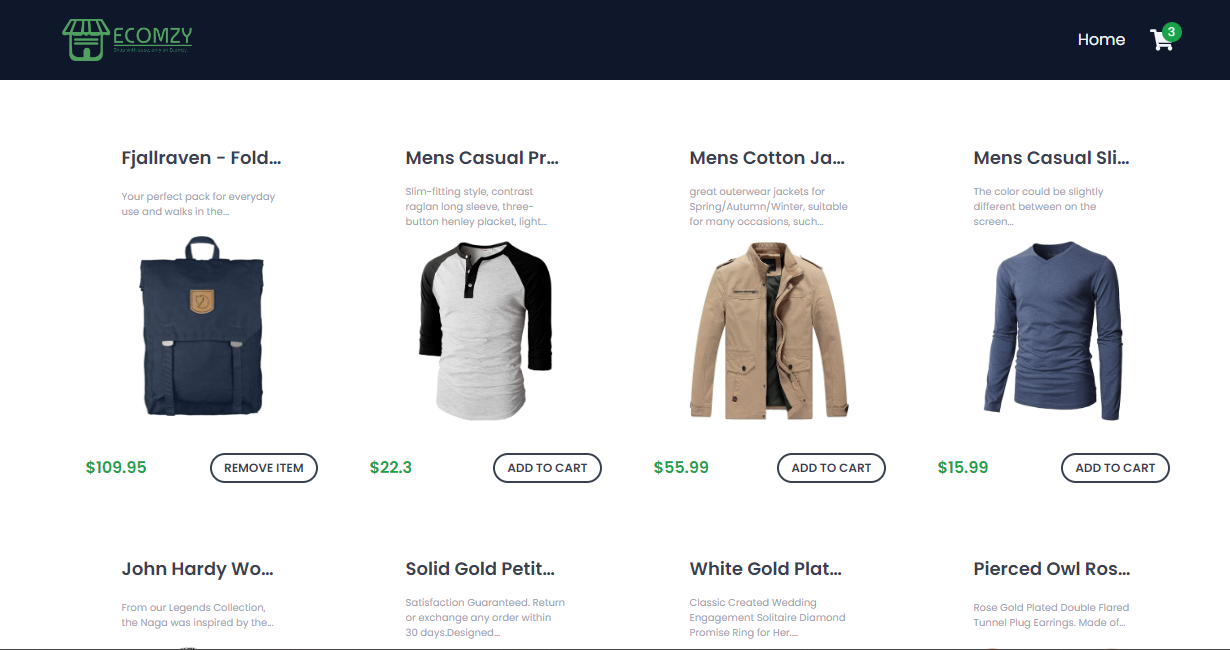 ECOMZY
Home
3
Fjallraven - Fold...
Your perfect pack for everyday
use and walks in the...
$109.95
REMOVE ITEM
Mens Casual Pr...
Slim-fitting style, contrast
raglan long sleeve, three-
button henley placket, light...
$22.3
ADD TO CART
Mens Cotton Ja...
great outerwear jackets for
Spring/Autumn/Winter, suitable
for many occasions, such...
$55.99
ADD TO CART
Mens Casual Sli...
The color could be slightly
different between on the
screen...
$15.99
ADD TO CART
John Hardy Wo...
From our Legends Collection,
the Naga was inspired by the...
Solid Gold Petit...
Satisfaction Guaranteed. Return
or exchange any order within
30 days.Designed...
White Gold Plat...
Classic Created Wedding
Engagement Solitaire Diamond
Promise Ring for Her....
Pierced Owl Ros...
Rose Gold Plated Double Flared
Tunnel Plug Earrings. Made of...